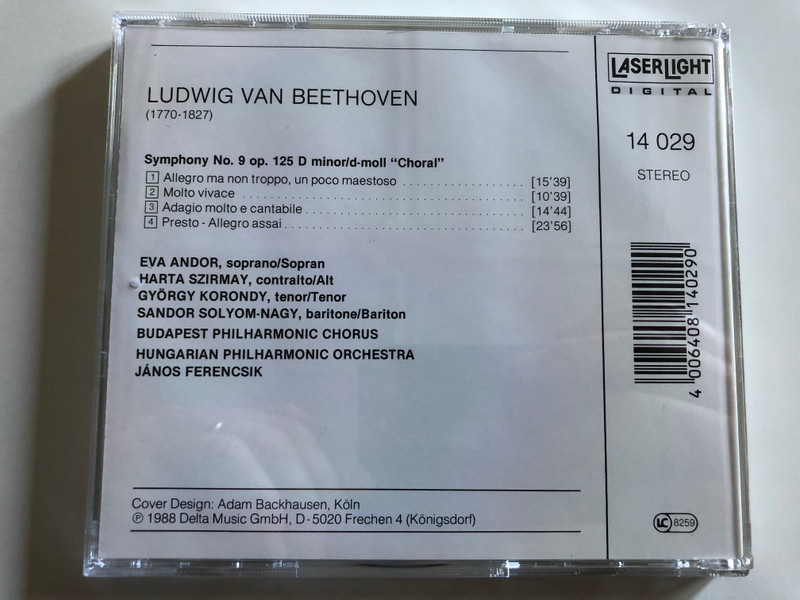 LUDWIG VAN BEETHOVEN
(1770-1827)
Symphony No. 9 op. 125 D minor/d-moll “Choral”
1 Allegro ma non troppo, un poco maestoso [15’39]
2 Molto vivace [10’39]
3 Adagio molto e cantabile [14’44]
4 Presto - Allegro assai [23’56]
EVA ANDOR, soprano/Sopran
HARTA SZIRMAY, contralto/Alt
GYÖRGY KORONDY, tenor/Tenor
SANDOR SOLYOM-NAGY, baritone/Bariton
BUDAPEST PHILHARMONIC CHORUS
HUNGARIAN PHILHARMONIC ORCHESTRA
JÁNOS FERENCSIK
Cover Design: Adam Backhausen, Köln
℗ 1988 Delta Music GmbH, D-5020 Frechen 4 (Königsdorf)
LASERLIGHT
DIGITAL
14 029
STEREO
4 006408 140290
LC 8259